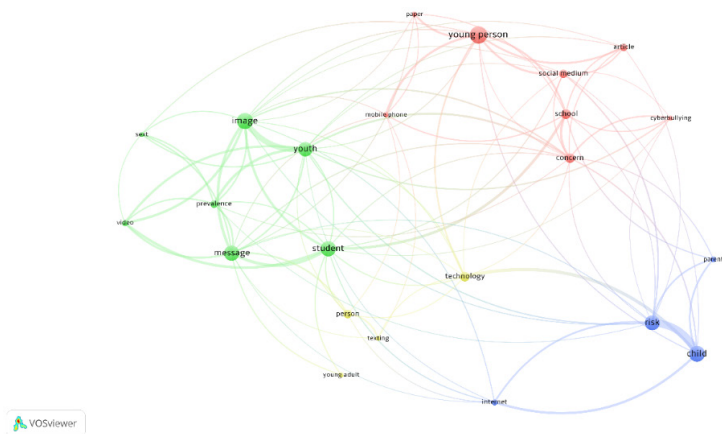 paper
young person
article
social medium
image
mobile phone
school
cyberbullying
sext
youth
concern
prevalence
video
message
student
parent
technology
person
risk
texting
child
young adult
internet
VOSviewer